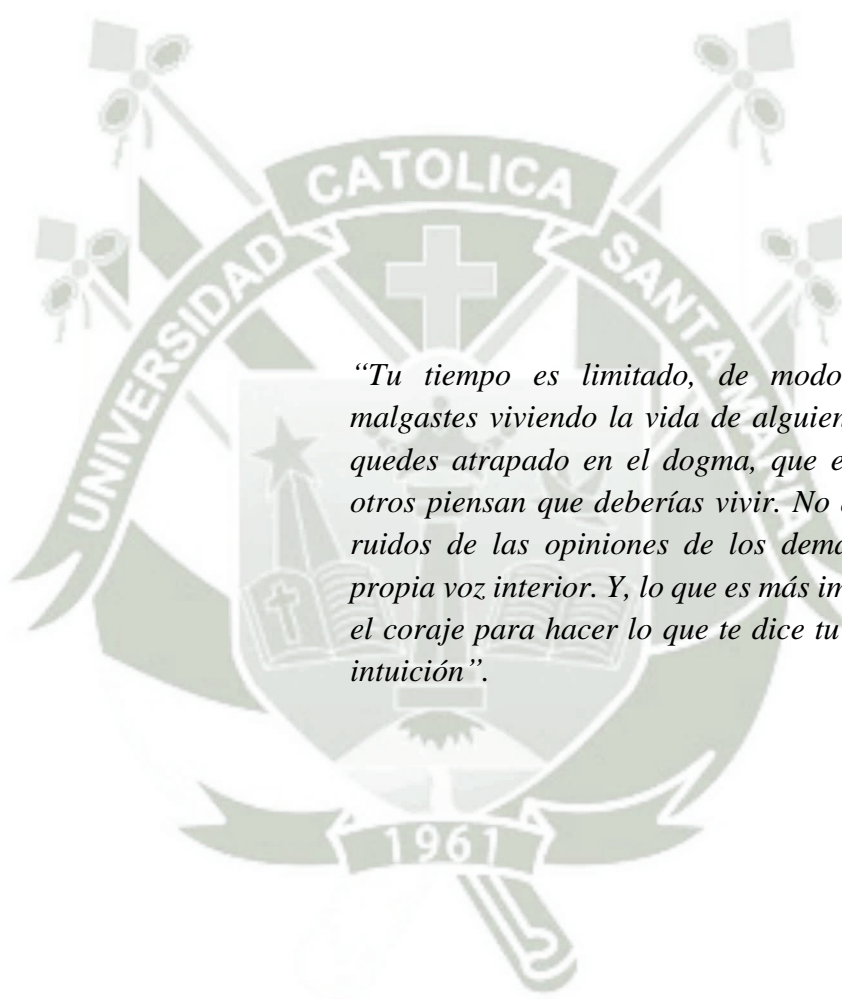 CATOLICA
UNIVERSIDAD
SANTA MARIA
“Tu tiempo es limitado, de modo
malgastes viviendo la vida de alguien
quedes atrapado en el dogma, que e
otros piensan que deberías vivir. No
ruidos de las opiniones de los dem
propia voz interior. Y, lo que es más im
el coraje para hacer lo que te dice tu
intuición”.
1961